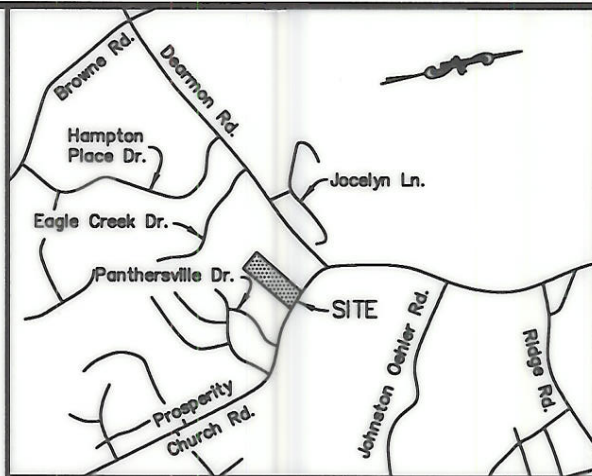 Browne Rd.
Dearmon Rd.
Hampton
Place Dr.
Jocelyn Ln.
Eagle Creek Dr.
Panthersville Dr.
SITE
Johnston Oehler Rd.
Ridge Rd.
Prosperity
Church Rd.